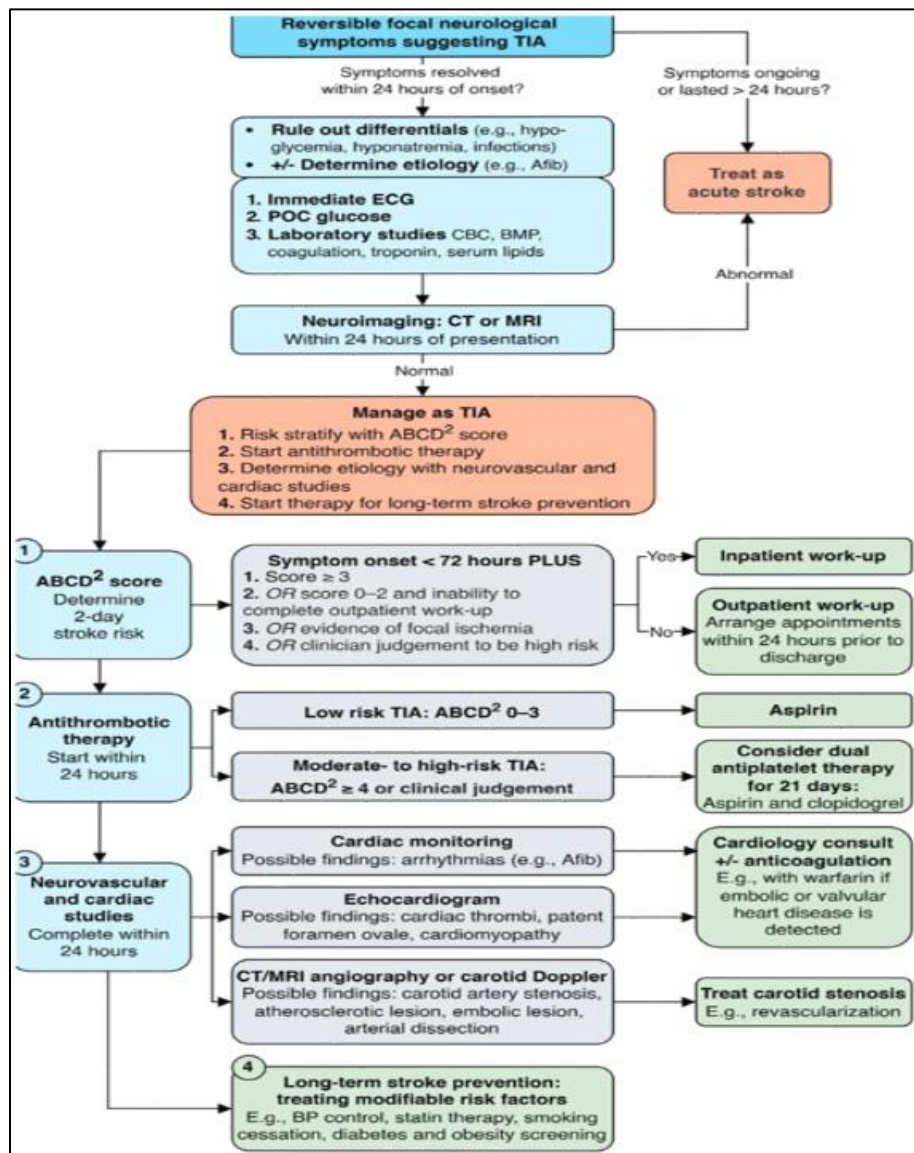 Reversible focal neurological
symptoms suggesting TIA
Symptoms resolved
within 24 hours of onset?
Symptoms ongoing
or lasted > 24 hours?
• Rule out differentials (e.g., hypo-
glycemia, hyponatremia, infections)
• +/- Determine etiology (e.g., Afib)
Treat as
acute stroke
1. Immediate ECG
2. POC glucose
3. Laboratory studies CBC, BMP,
coagulation, troponin, serum lipids
Abnormal
Neuroimaging: CT or MRI
Within 24 hours of presentation
Normal
Manage as TIA
1. Risk stratify with ABCD² score
2. Start antithrombotic therapy
3. Determine etiology with neurovascular and
cardiac studies
4. Start therapy for long-term stroke prevention
1
ABCD² score
Determine
2-day
stroke risk
Symptom onset < 72 hours PLUS
1. Score ≥ 3
2. OR score 0–2 and inability to
complete outpatient work-up
3. OR evidence of focal ischemia
4. OR clinician judgement to be high risk
Yes
Inpatient work-up
No
Outpatient work-up
Arrange appointments
within 24 hours prior to
discharge
2
Antithrombotic
therapy
Start within
24 hours
Low risk TIA: ABCD² 0–3
Aspirin
Moderate- to high-risk TIA:
ABCD² ≥ 4 or clinical judgement
Consider dual
antiplatelet therapy
for 21 days:
Aspirin and clopidogrel
3
Neurovascular
and cardiac
studies
Complete within
24 hours
Cardiac monitoring
Possible findings: arrhythmias (e.g., Afib)
Echocardiogram
Possible findings: cardiac thrombi, patent
foramen ovale, cardiomyopathy
Cardiology consult
+/- anticoagulation
E.g., with warfarin if
embolic or valvular
heart disease is
detected
CT/MRI angiography or carotid Doppler
Possible findings: carotid artery stenosis,
atherosclerotic lesion, embolic lesion,
arterial dissection
Treat carotid stenosis
E.g., revascularization
4
Long-term stroke prevention:
treating modifiable risk factors
E.g., BP control, statin therapy, smoking
cessation, diabetes and obesity screening